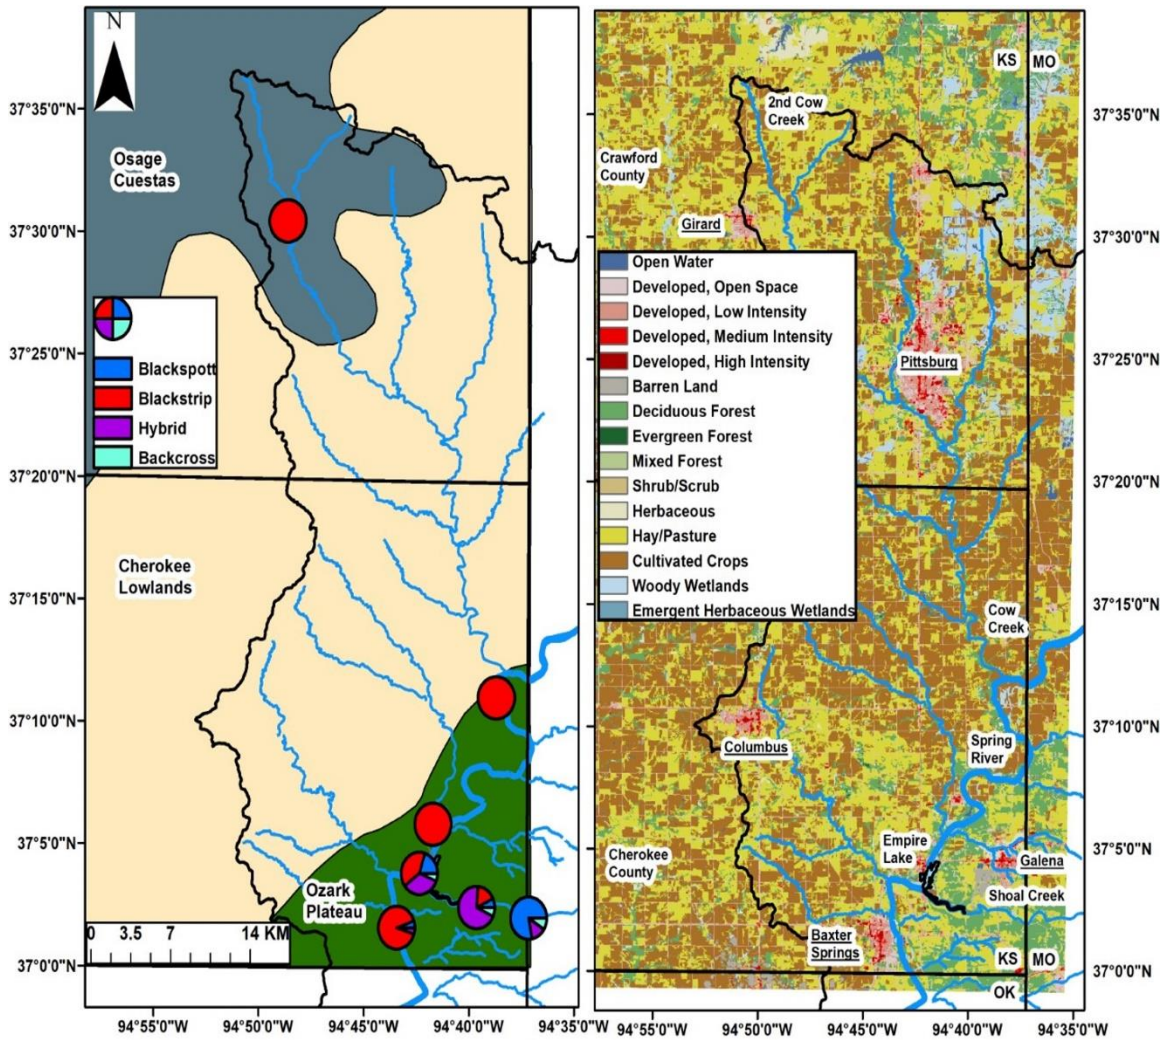 N
37°35'0"N
37°30'0"N
37°25'0"N
37°20'0"N
37°15'0"N
37°10'0"N
37°5'0"N
37°0'0"N
Osage
Cuestas
Blackspott
Blackstrip
Hybrid
Backcross
Cherokee
Lowlands
Ozark
Plateau
0 3.5 7 14 KM
94°55'0"W 94°50'0"W 94°45'0"W 94°40'0"W 94°35'0"W
KS MO
2nd Cow
Creek
Crawford
County
Girard
Open Water
Developed, Open Space
Developed, Low Intensity
Developed, Medium Intensity
Developed, High Intensity
Barren Land
Deciduous Forest
Evergreen Forest
Mixed Forest
Shrub/Scrub
Herbaceous
Hay/Pasture
Cultivated Crops
Woody Wetlands
Emergent Herbaceous Wetlands
Pittsburg
Cow
Creek
Columbus
Spring
River
Empire
Lake
Galena
Cherokee
County
Shoal Creek
Baxter
Springs
KS MO
OK
37°35'0"N
37°30'0"N
37°25'0"N
37°20'0"N
37°15'0"N
37°10'0"N
37°5'0"N
37°0'0"N
94°55'0"W 94°50'0"W 94°45'0"W 94°40'0"W 94°35'0"W